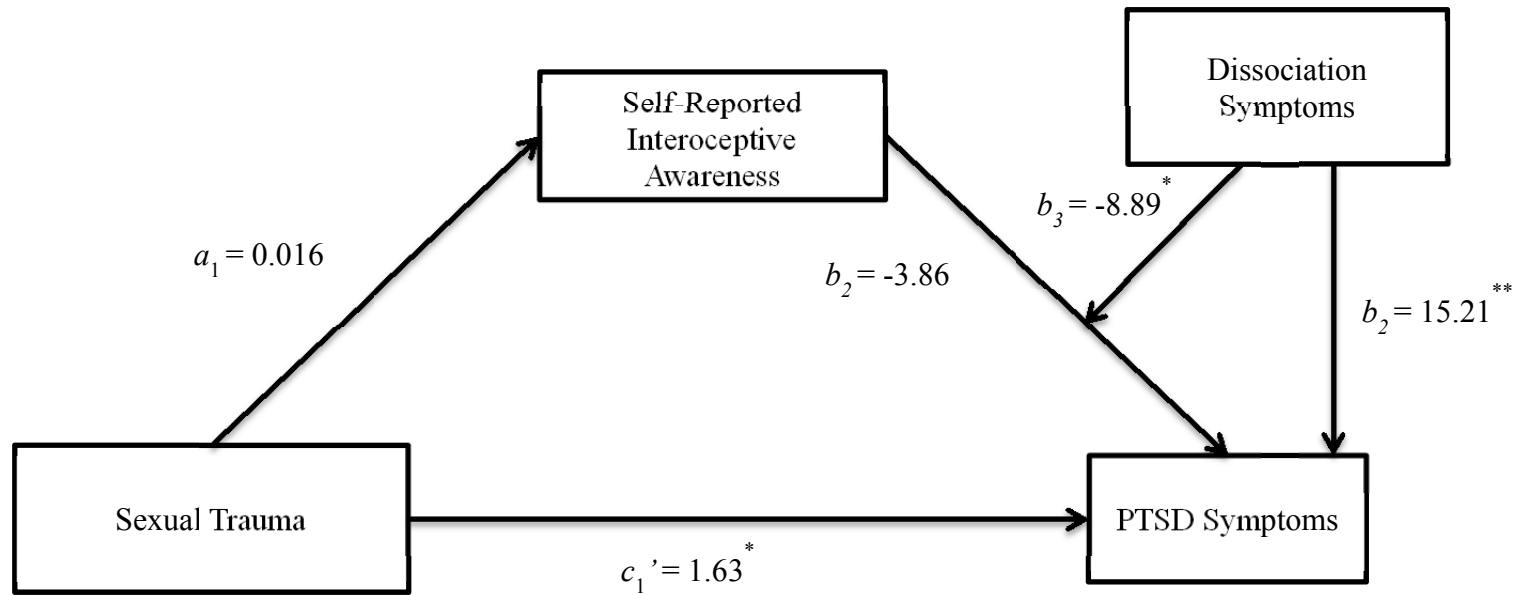 Dissociation
Symptoms
Self-Reported
Interoceptive
Awareness
b3 = -8.89*
a1 = 0.016
b2 = -3.86
b2 = 15.21**
Sexual Trauma
PTSD Symptoms
c1’ = 1.63*